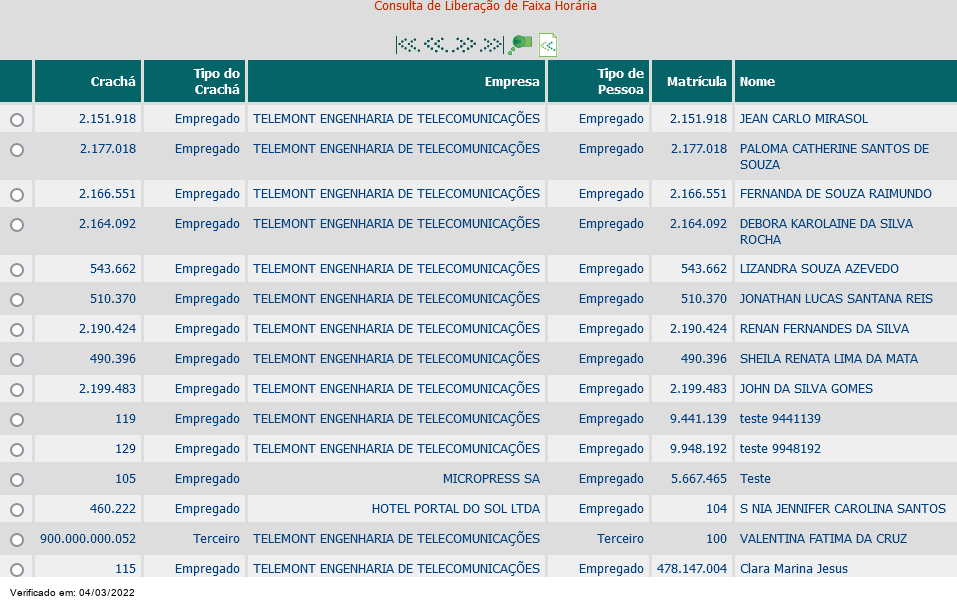 Consulta de Liberação de Faixa Horária
Crachá Tipo do Crachá Empresa Tipo de Pessoa Matrícula Nome
2.151.918 Empregado TELEMONT ENGENHARIA DE TELECOMUNICAÇÕES Empregado 2.151.918 JEAN CARLO MIRASOL
2.177.018 Empregado TELEMONT ENGENHARIA DE TELECOMUNICAÇÕES Empregado 2.177.018 PALOMA CATHERINE SANTOS DE
SOUZA
2.166.551 Empregado TELEMONT ENGENHARIA DE TELECOMUNICAÇÕES Empregado 2.166.551 FERNANDA DE SOUZA RAIMUNDO
2.164.092 Empregado TELEMONT ENGENHARIA DE TELECOMUNICAÇÕES Empregado 2.164.092 DEBORA KAROLAINE DA SILVA
ROCHA
543.662 Empregado TELEMONT ENGENHARIA DE TELECOMUNICAÇÕES Empregado 543.662 LIZANDRA SOUZA AZEVEDO
510.370 Empregado TELEMONT ENGENHARIA DE TELECOMUNICAÇÕES Empregado 510.370 JONATHAN LUCAS SANTANA REIS
2.190.424 Empregado TELEMONT ENGENHARIA DE TELECOMUNICAÇÕES Empregado 2.190.424 RENAN FERNANDES DA SILVA
490.396 Empregado TELEMONT ENGENHARIA DE TELECOMUNICAÇÕES Empregado 490.396 SHEILA RENATA LIMA DA MATA
2.199.483 Empregado TELEMONT ENGENHARIA DE TELECOMUNICAÇÕES Empregado 2.199.483 JOHN DA SILVA GOMES
119 Empregado TELEMONT ENGENHARIA DE TELECOMUNICAÇÕES Empregado 9.441.139 teste 9441139
129 Empregado TELEMONT ENGENHARIA DE TELECOMUNICAÇÕES Empregado 9.948.192 teste 9948192
105 Empregado MICROPRESS SA Empregado 5.667.465 Teste
460.222 Empregado HOTEL PORTAL DO SOL LTDA Empregado 104 S NIA JENNIFER CAROLINA SANTOS
900.000.000.052 Terceiro TELEMONT ENGENHARIA DE TELECOMUNICAÇÕES Terceiro 100 VALENTINA FATIMA DA CRUZ
115 Empregado TELEMONT ENGENHARIA DE TELECOMUNICAÇÕES Empregado 478.147.004 Clara Marina Jesus
Verificado em: 04/03/2022